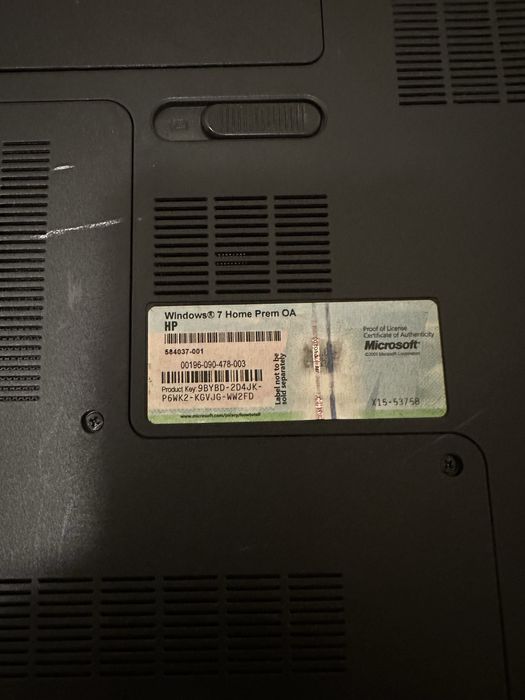 Windows® 7 Home Prem OA
HP
584037-001
00196-090-478-003
Product Key: 9BYBD-2D4JK-
P6WK2-KGVJG-WW2FD
Label not to be
sold separately
Proof of License
Certificate of Authenticity
Microsoft®
X15-53758